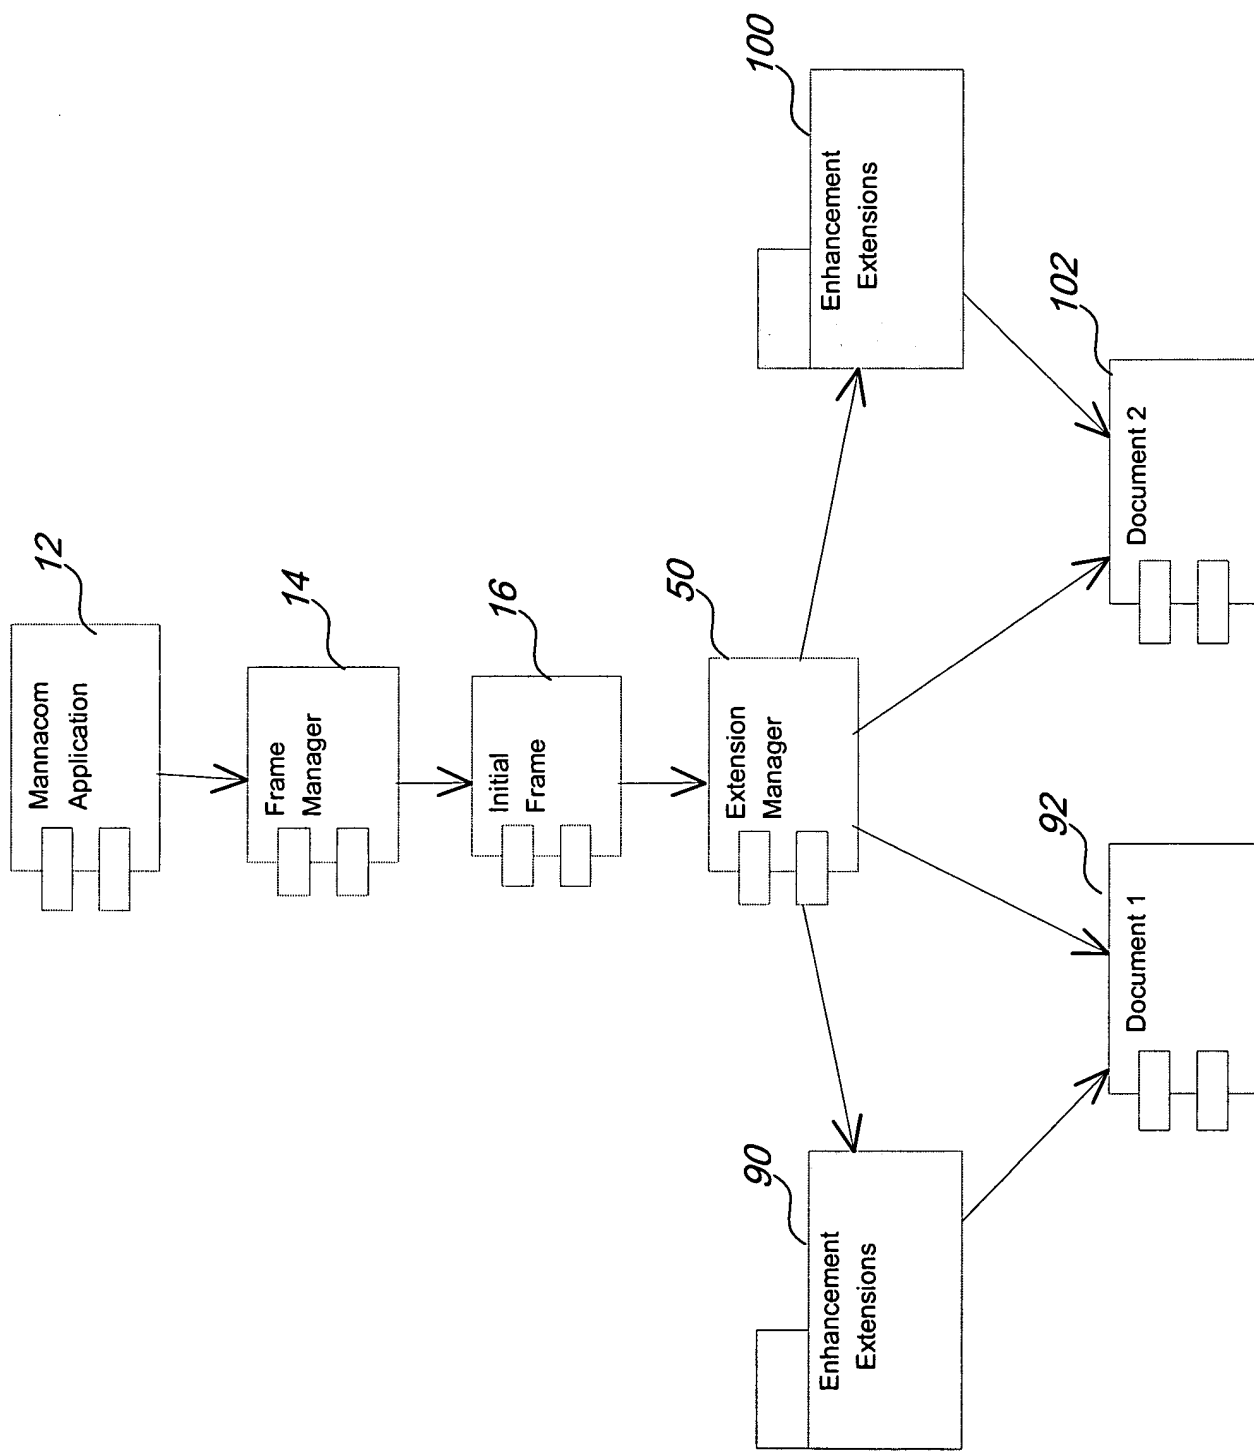 12
Mannacom
Application
14
Frame
Manager
16
Initial
Frame
50
Extension
Manager
90
Enhancement
Extensions
100
Enhancement
Extensions
92
Document 1
102
Document 2